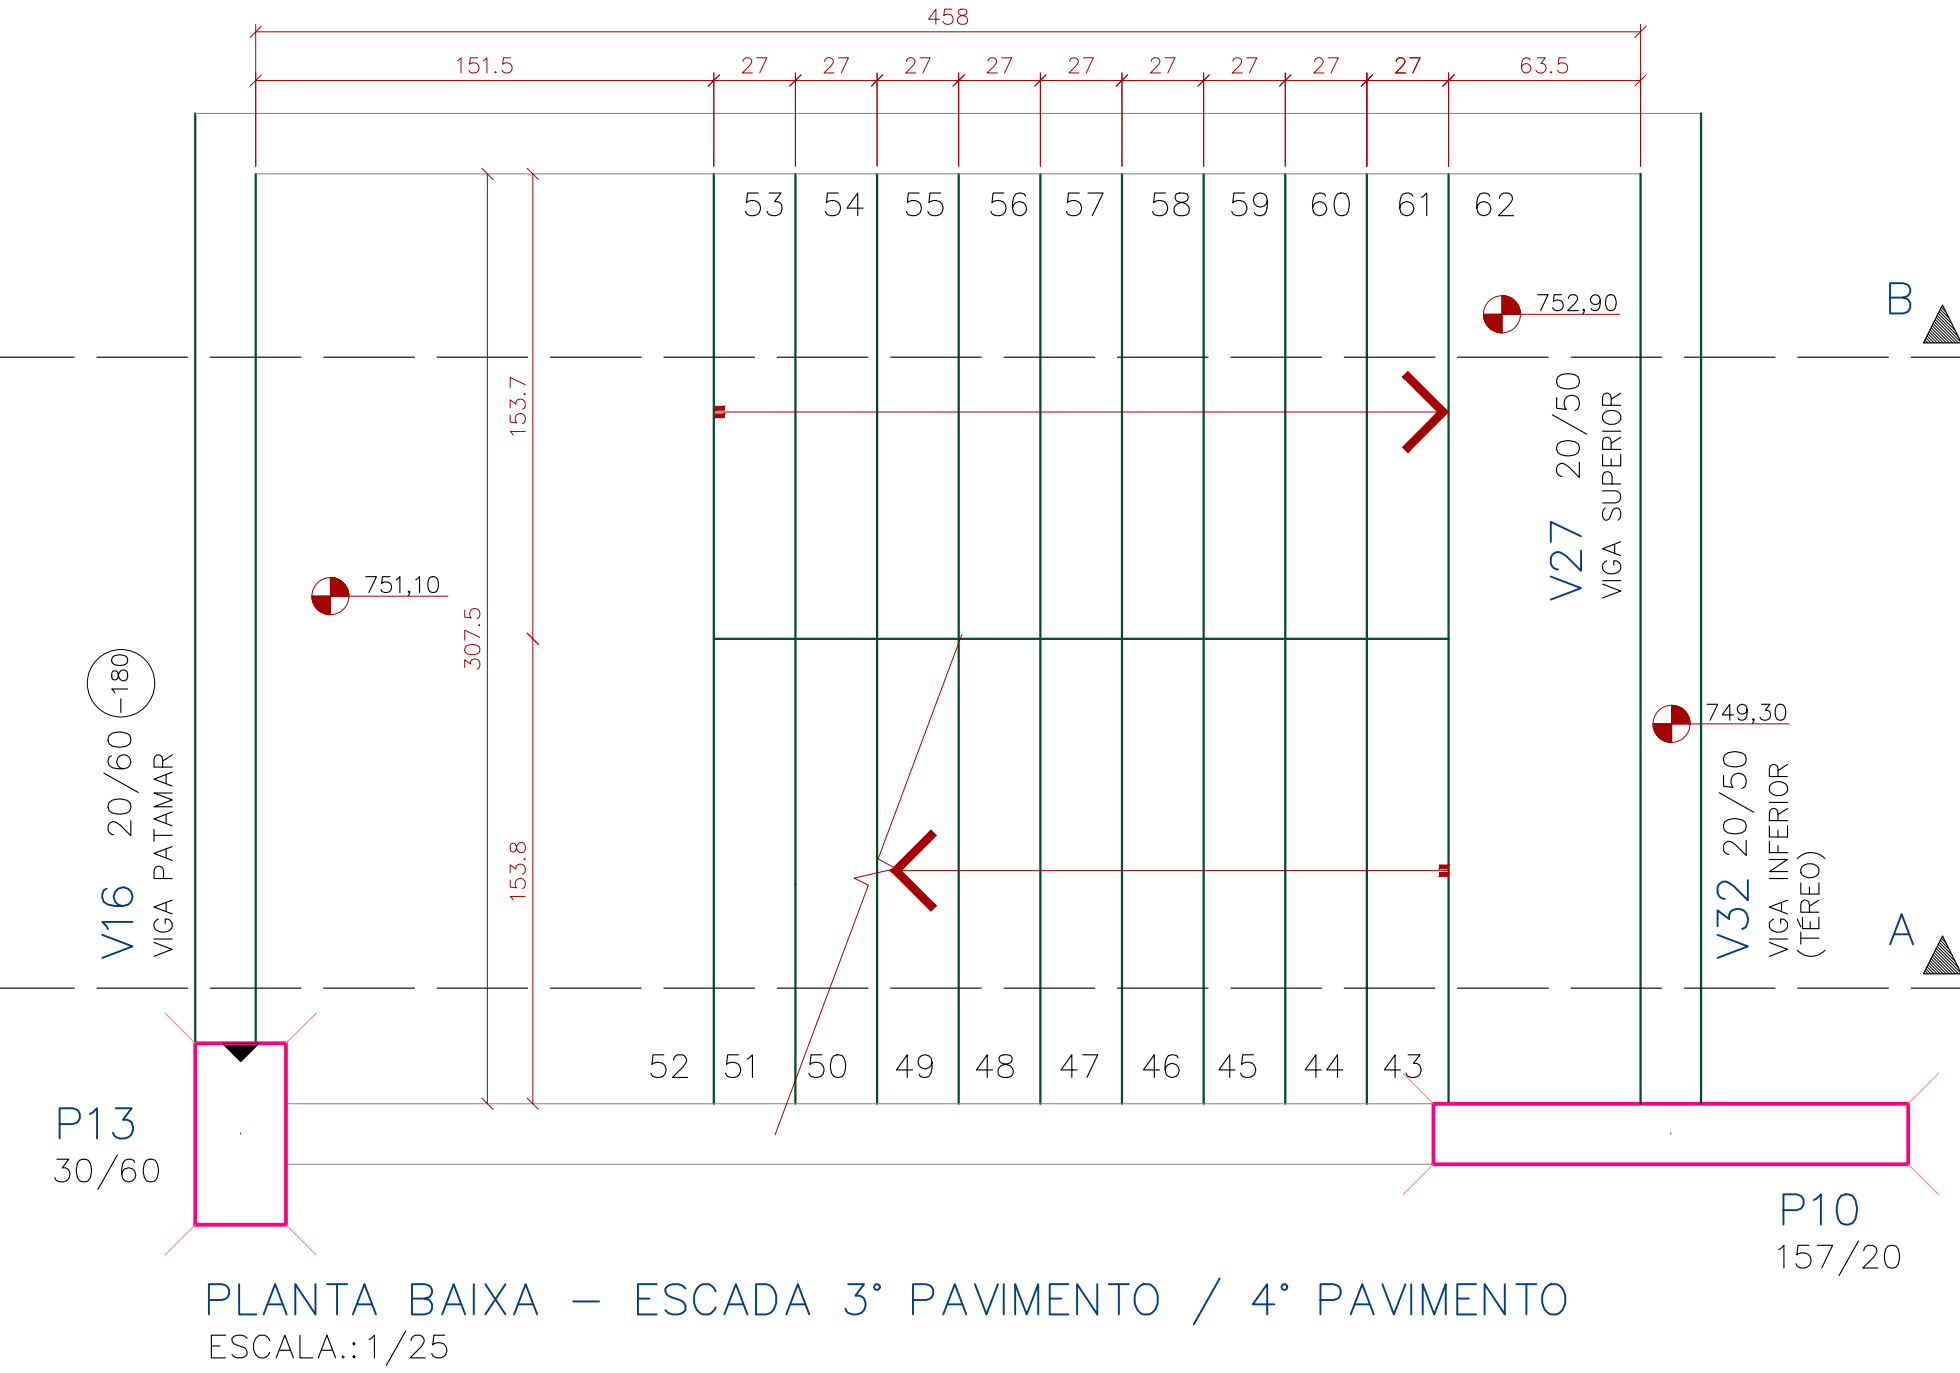 458
151.5 27 27 27 27 27 27 27 27 27 63.5
53 54 55 56 57 58 59 60 61 62
752,90
B
153.7
307.5
153.8
751,10
V27 20/50
VIGA SUPERIOR
749,30
V16 20/60 -180
VIGA PATAMAR
V32 20/50
VIGA INFERIOR
(TÉRREO)
A
52 51 50 49 48 47 46 45 44 43
P13
30/60
P10
157/20
PLANTA BAIXA - ESCADA 3° PAVIMENTO / 4° PAVIMENTO
ESCALA.: 1/25